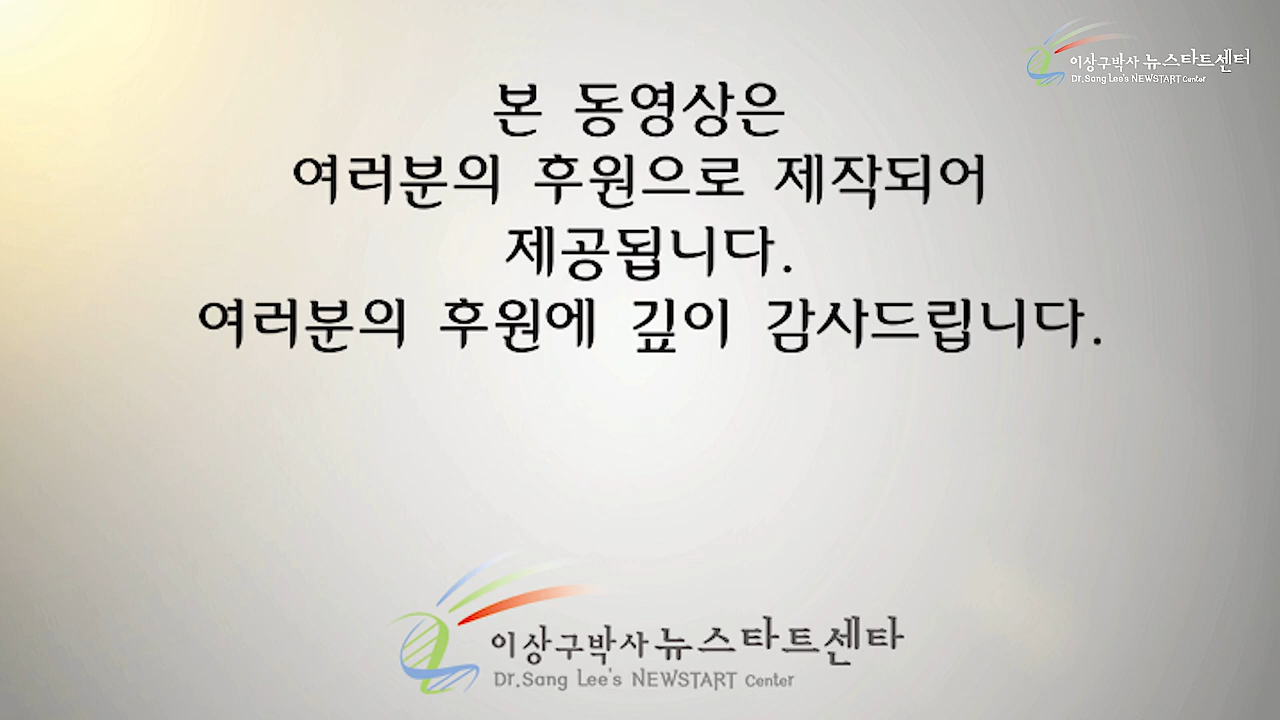 이상구박사 뉴스타트센터
Dr.Sang Lee's NEWSTART Center
본 동영상은
여러분의 후원으로 제작되어
제공됩니다.
여러분의 후원에 깊이 감사드립니다.
이상구박사 뉴스타트센타
Dr.Sang Lee's NEWSTART Center